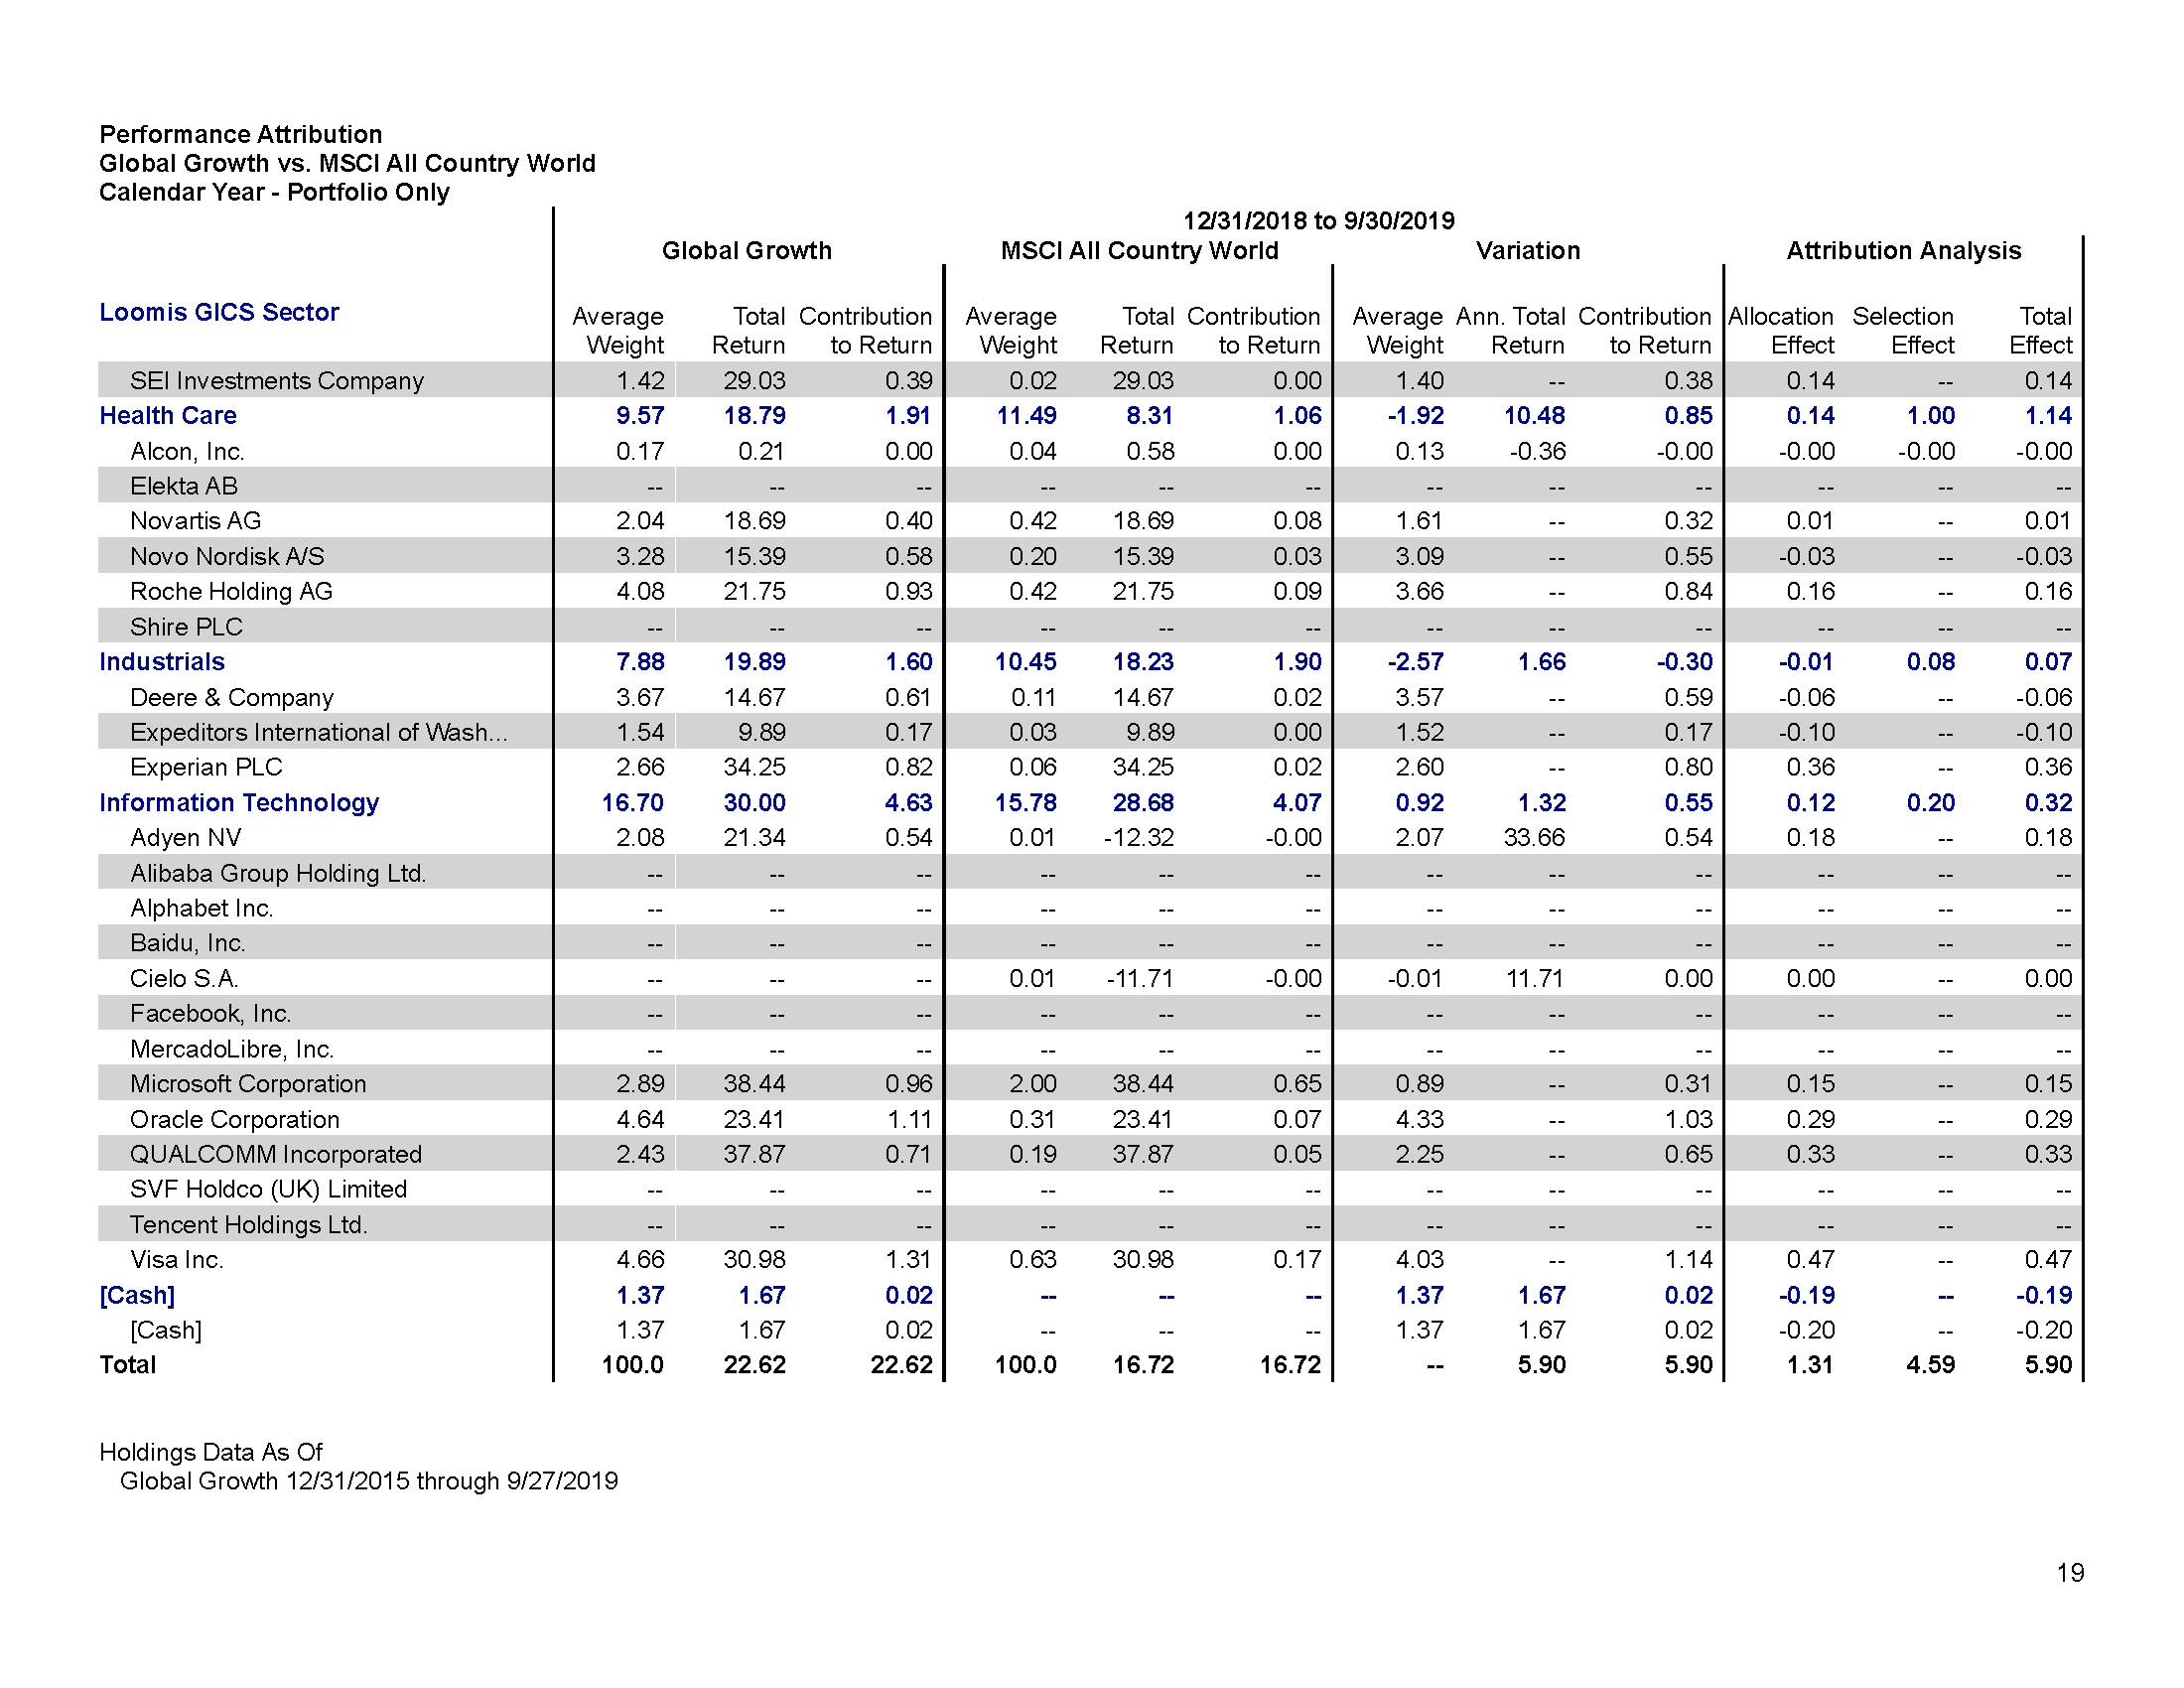 Performance Attribution
Global Growth vs. MSCI All Country World
Calendar Year - Portfolio Only
12/31/2018 to 9/30/2019
Global Growth MSCI All Country World Variation Attribution Analysis
Loomis GICS Sector Average Total Contribution Average Total Contribution Average Ann. Total Contribution Allocation Selection Total
Weight Return to Return Weight Return to Return Weight Return to Return Effect Effect Effect
SEI Investments Company 1.42 29.03 0.39 0.02 29.03 0.00 1.40 -- 0.38 0.14 -- 0.14
Health Care 9.57 18.79 1.91 11.49 8.31 1.06 -1.92 10.48 0.85 0.14 1.00 1.14
Alcon, Inc. 0.17 0.21 0.00 0.04 0.58 0.00 0.13 -0.36 -0.00 -0.00 -0.00 -0.00
Elekta AB -- -- -- -- -- -- -- -- -- -- -- --
Novartis AG 2.04 18.69 0.40 0.42 18.69 0.08 1.61 -- 0.32 0.01 -- 0.01
Novo Nordisk A/S 3.28 15.39 0.58 0.20 15.39 0.03 3.09 -- 0.55 -0.03 -- -0.03
Roche Holding AG 4.08 21.75 0.93 0.42 21.75 0.09 3.66 -- 0.84 0.16 -- 0.16
Shire PLC -- -- -- -- -- -- -- -- -- -- -- --
Industrials 7.88 19.89 1.60 10.45 18.23 1.90 -2.57 1.66 -0.30 -0.01 0.08 0.07
Deere & Company 3.67 14.67 0.61 0.11 14.67 0.02 3.57 -- 0.59 -0.06 -- -0.06
Expeditors International of Wash... 1.54 9.89 0.17 0.03 9.89 0.00 1.52 -- 0.17 -0.10 -- -0.10
Experian PLC 2.66 34.25 0.82 0.06 34.25 0.02 2.60 -- 0.80 0.36 -- 0.36
Information Technology 16.70 30.00 4.63 15.78 28.68 4.07 0.92 1.32 0.55 0.12 0.20 0.32
Adyen NV 2.08 21.34 0.54 0.01 -12.32 -0.00 2.07 33.66 0.54 0.18 -- 0.18
Alibaba Group Holding Ltd. -- -- -- -- -- -- -- -- -- -- -- --
Alphabet Inc. -- -- -- -- -- -- -- -- -- -- -- --
Baidu, Inc. -- -- -- -- -- -- -- -- -- -- -- --
Cielo S.A. -- -- -- 0.01 -11.71 -0.00 -0.01 11.71 0.00 0.00 -- 0.00
Facebook, Inc. -- -- -- -- -- -- -- -- -- -- -- --
MercadoLibre, Inc. -- -- -- -- -- -- -- -- -- -- -- --
Microsoft Corporation 2.89 38.44 0.96 2.00 38.44 0.65 0.89 -- 0.31 0.15 -- 0.15
Oracle Corporation 4.64 23.41 1.11 0.31 23.41 0.07 4.33 -- 1.03 0.29 -- 0.29
QUALCOMM Incorporated 2.43 37.87 0.71 0.19 37.87 0.05 2.25 -- 0.65 0.33 -- 0.33
SVF Holdco (UK) Limited -- -- -- -- -- -- -- -- -- -- -- --
Tencent Holdings Ltd. -- -- -- -- -- -- -- -- -- -- -- --
Visa Inc. 4.66 30.98 1.31 0.63 30.98 0.17 4.03 -- 1.14 0.47 -- 0.47
[Cash] 1.37 1.67 0.02 -- -- -- 1.37 1.67 0.02 -0.19 -- -0.19
[Cash] 1.37 1.67 0.02 -- -- -- 1.37 1.67 0.02 -0.20 -- -0.20
Total 100.0 22.62 22.62 100.0 16.72 16.72 -- 5.90 5.90 1.31 4.59 5.90
Holdings Data As Of
Global Growth 12/31/2015 through 9/27/2019
19